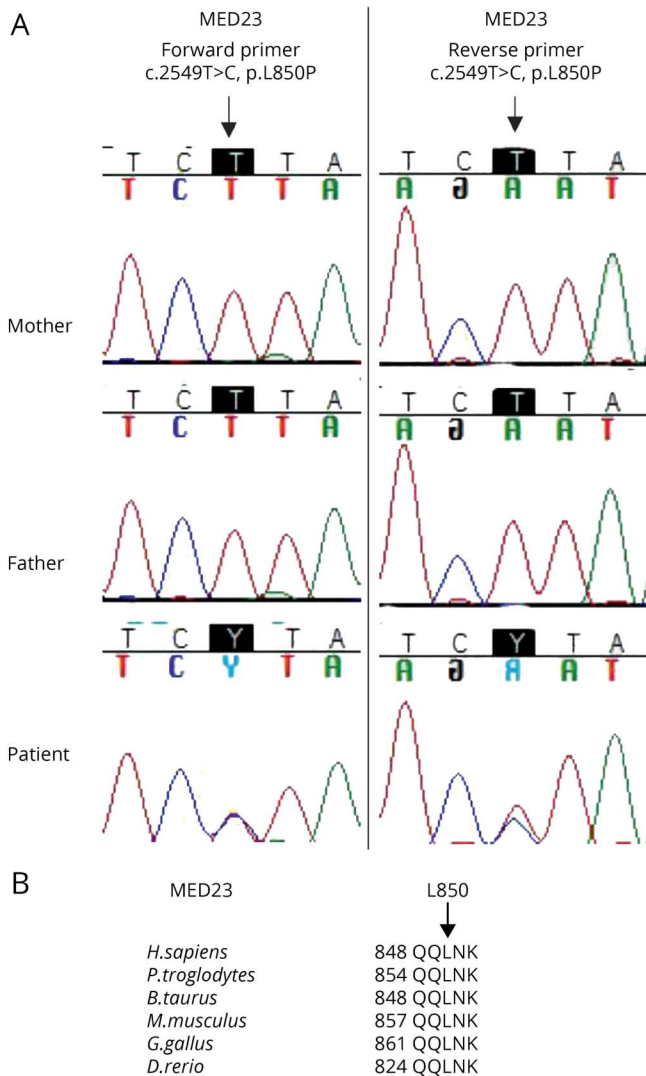 A
MED23
Forward primer
c.2549T>C, p.L850P
MED23
Reverse primer
c.2549T>C, p.L850P
T C T T A
T C T T A
T C T T A
A G A A T
Mother
T C T T A
T C T T A
T C T T A
A G A A T
Father
T C Y T A
T C Y T A
T C Y T A
A G R A T
Patient
B
MED23
L850
H.sapiens 848 QQLNK
P.troglodytes 854 QQLNK
B.taurus 848 QQLNK
M.musculus 857 QQLNK
G.gallus 861 QQLNK
D.rerio 824 QQLNK